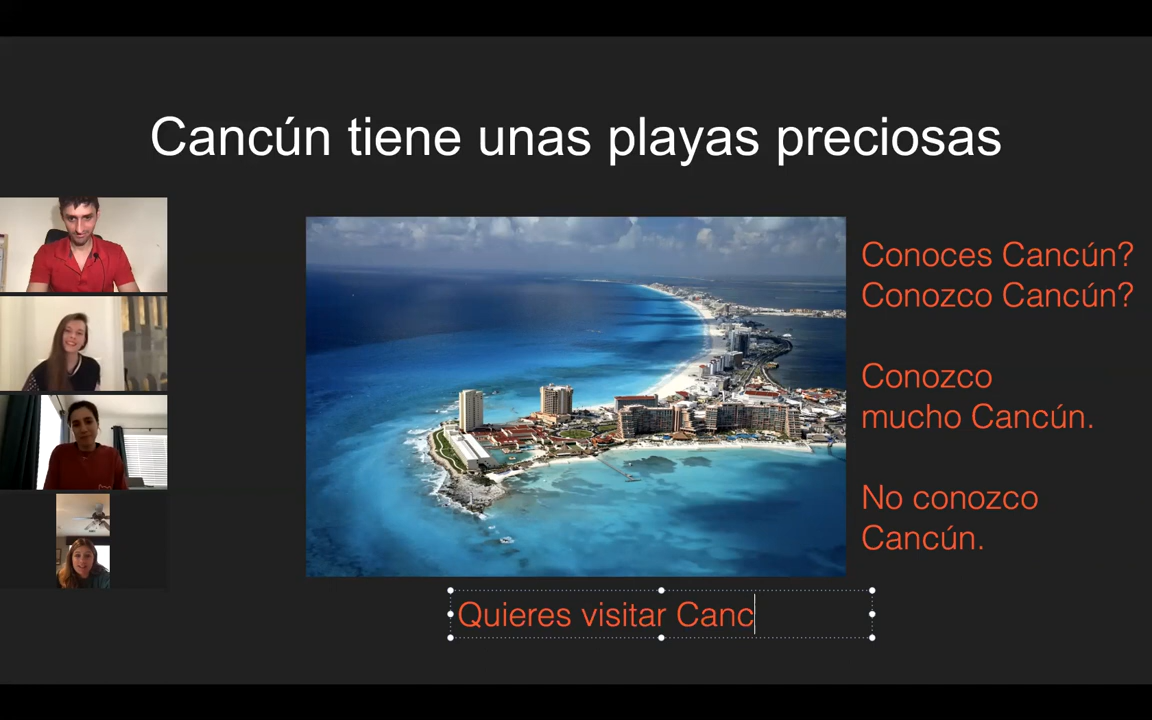 Cancún tiene unas playas preciosas
Conoces Cancún?
Conozco Cancún?
Conozco
mucho Cancún.
No conozco
Cancún.
Quieres visitar Canc